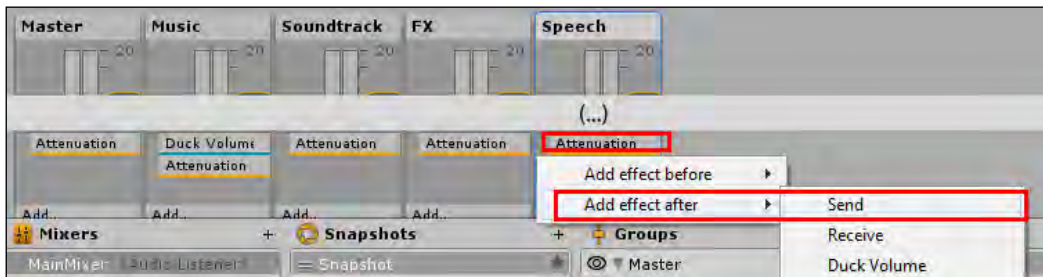 Master Music Soundtrack FX Speech
20 20 20 20 20
(...)
Attenuation Duck Volume Attenuation Attenuation Attenuation
Attenuation
Add effect before
Add effect after Send
Add.. Add.. Add.. Add..
Mixers + Snapshots + Groups Receive
MainMixer (Audio Listener) Snapshot Master Duck Volume